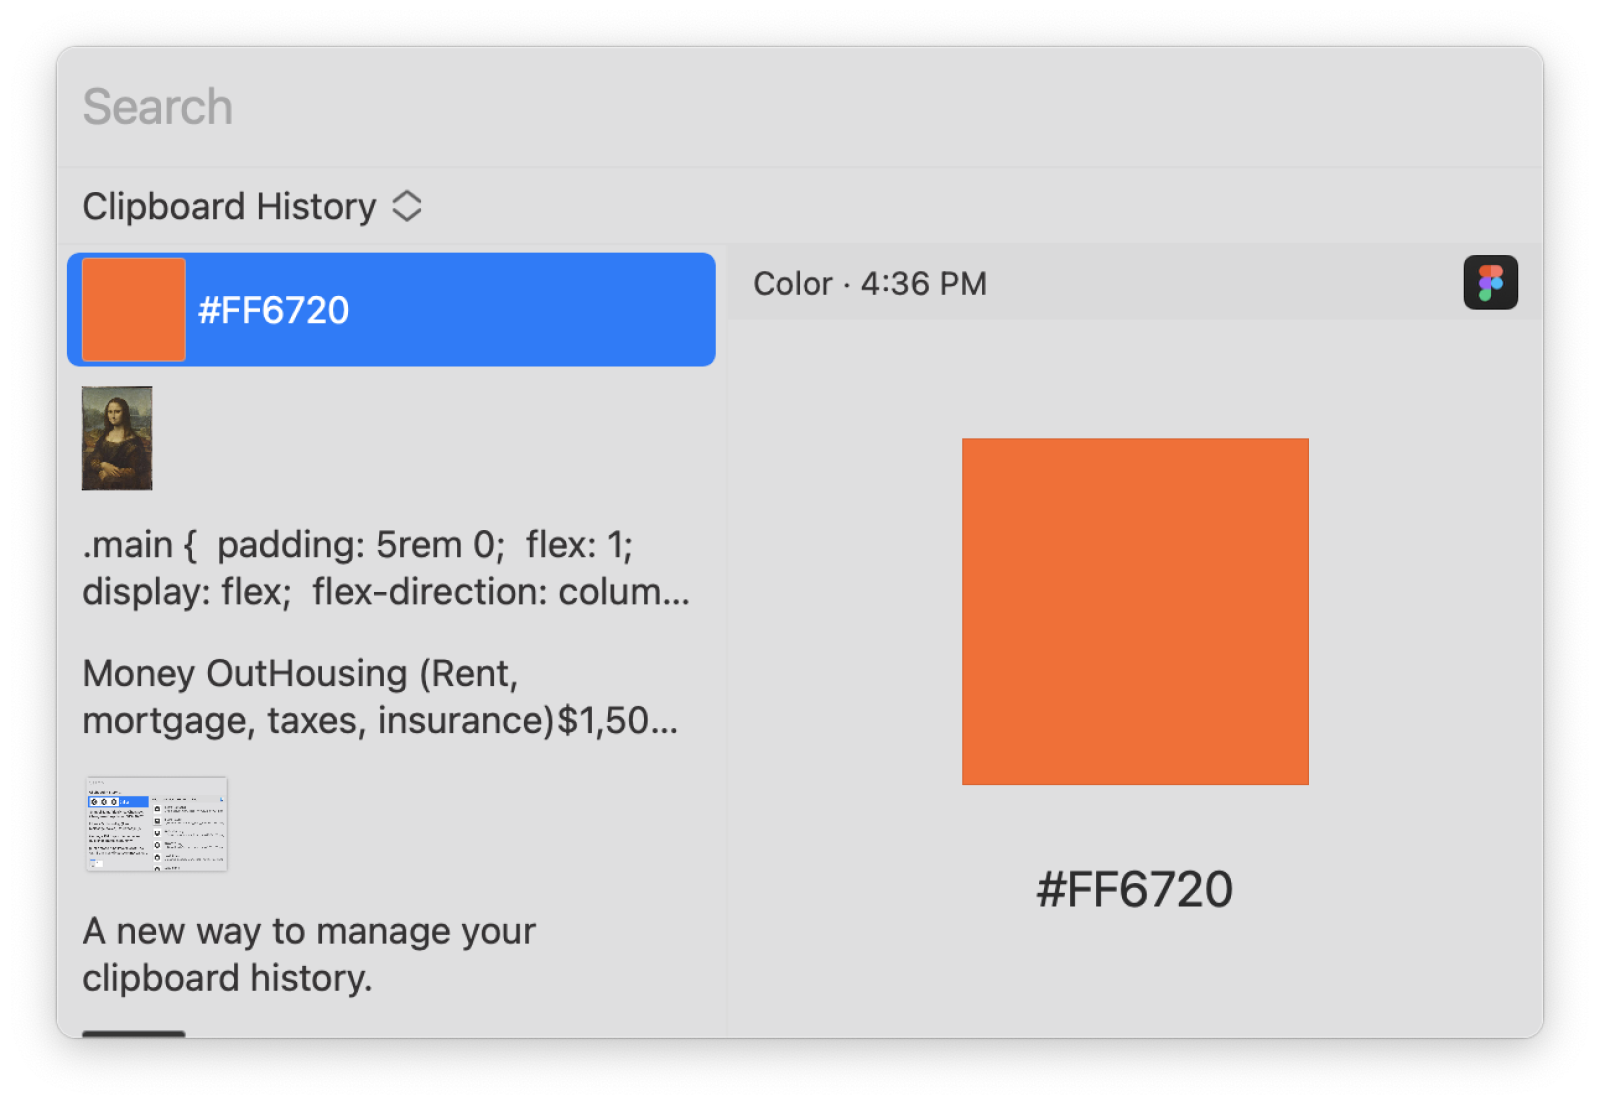 Search
Clipboard History
#FF6720
Color · 4:36 PM
.main {  padding: 5rem 0;  flex: 1;
display: flex;  flex-direction: colum...
Money OutHousing (Rent,
mortgage, taxes, insurance)$1,50...
A new way to manage your
clipboard history.
#FF6720